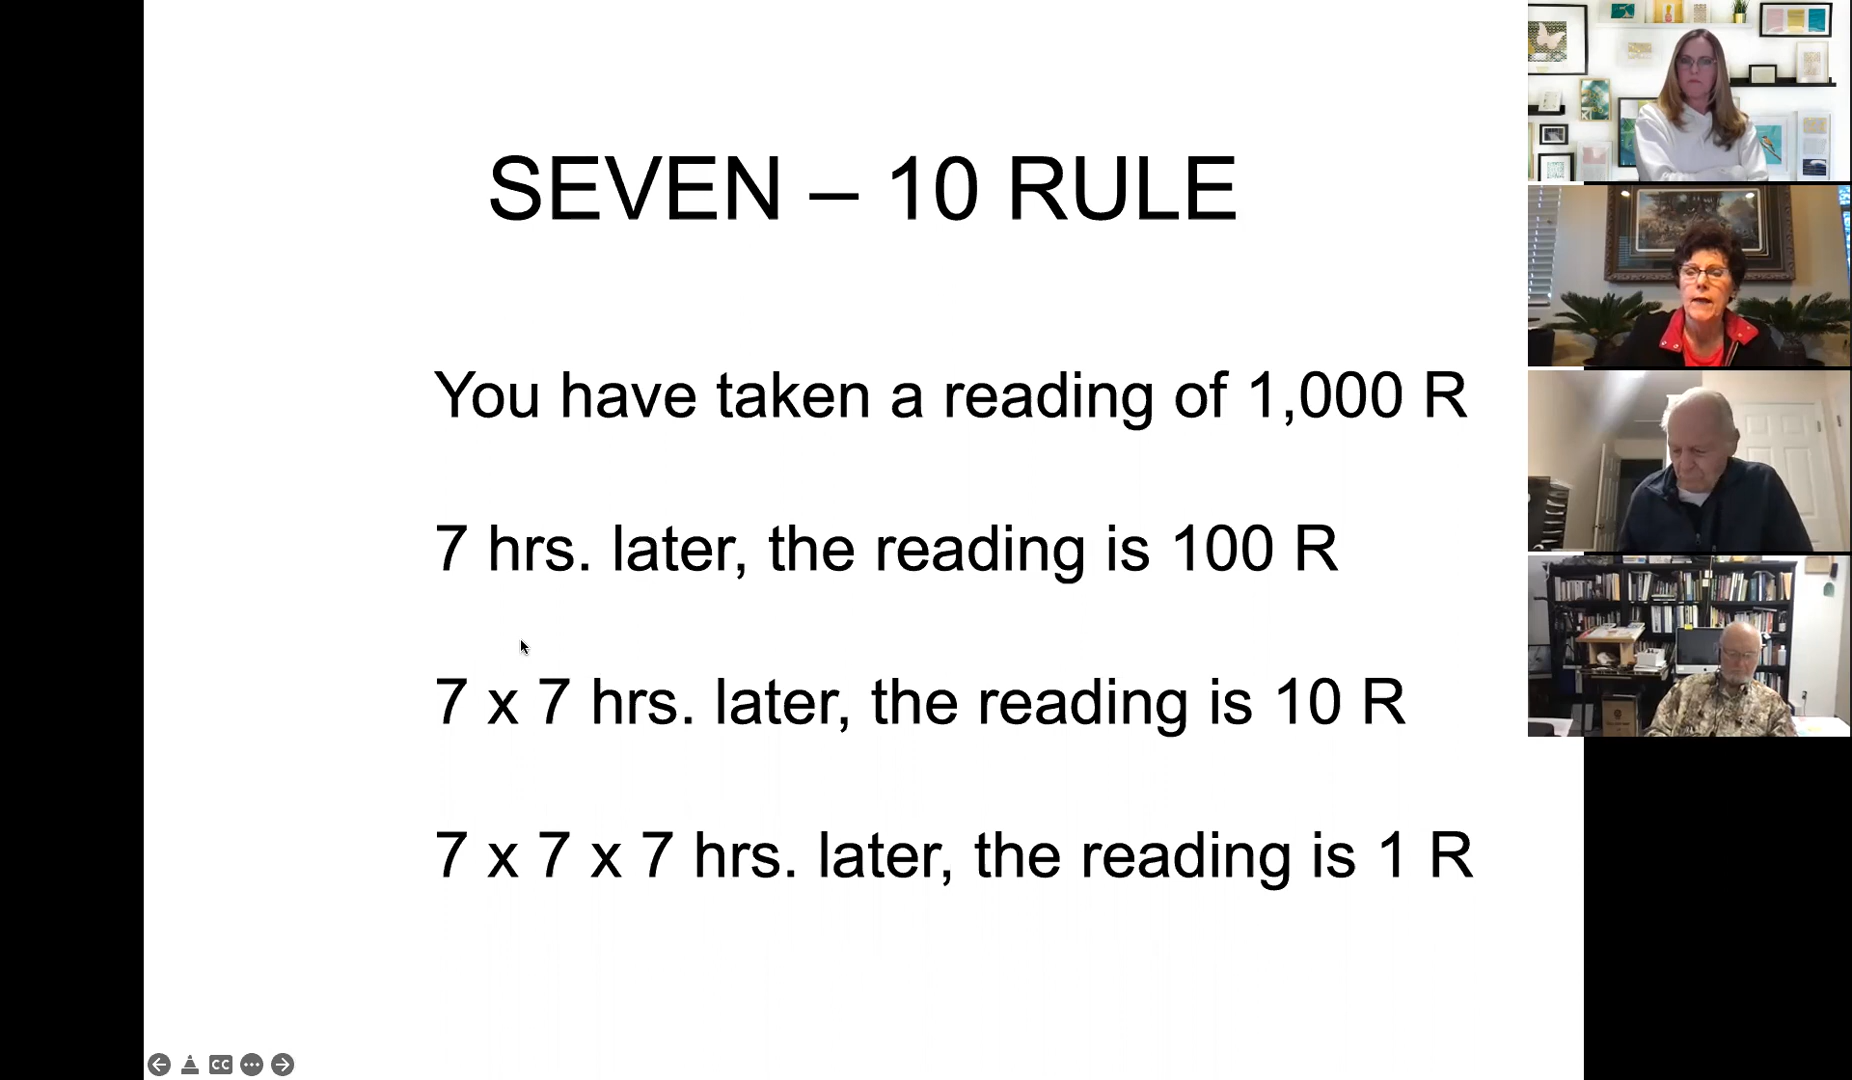 SEVEN – 10 RULE
You have taken a reading of 1,000 R
7 hrs. later, the reading is 100 R
7 x 7 hrs. later, the reading is 10 R
7 x 7 x 7 hrs. later, the reading is 1 R
CC